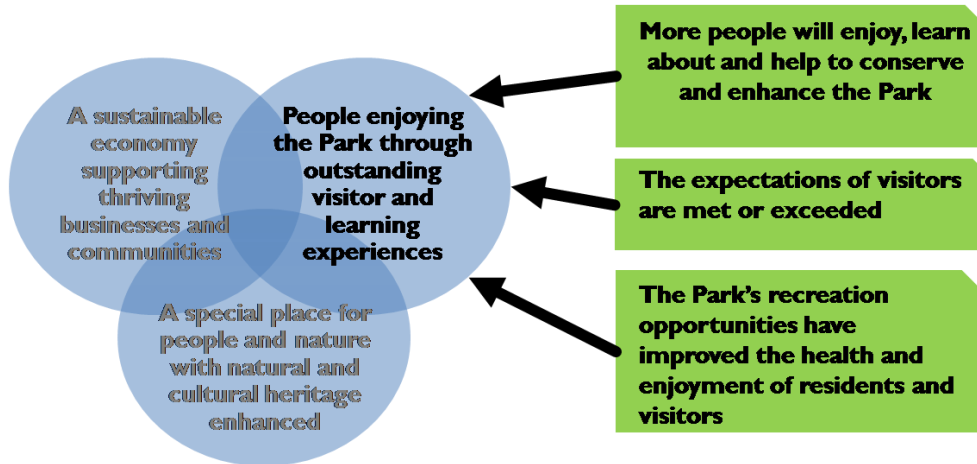 A sustainable
economy
supporting
thriving
businesses and
communities
People enjoying
the Park through
outstanding
visitor and
learning
experiences
A special place for
people and nature
with natural and
cultural heritage
enhanced
More people will enjoy, learn
about and help to conserve
and enhance the Park
The expectations of visitors
are met or exceeded
The Park's recreation
opportunities have
improved the health and
enjoyment of residents and
visitors